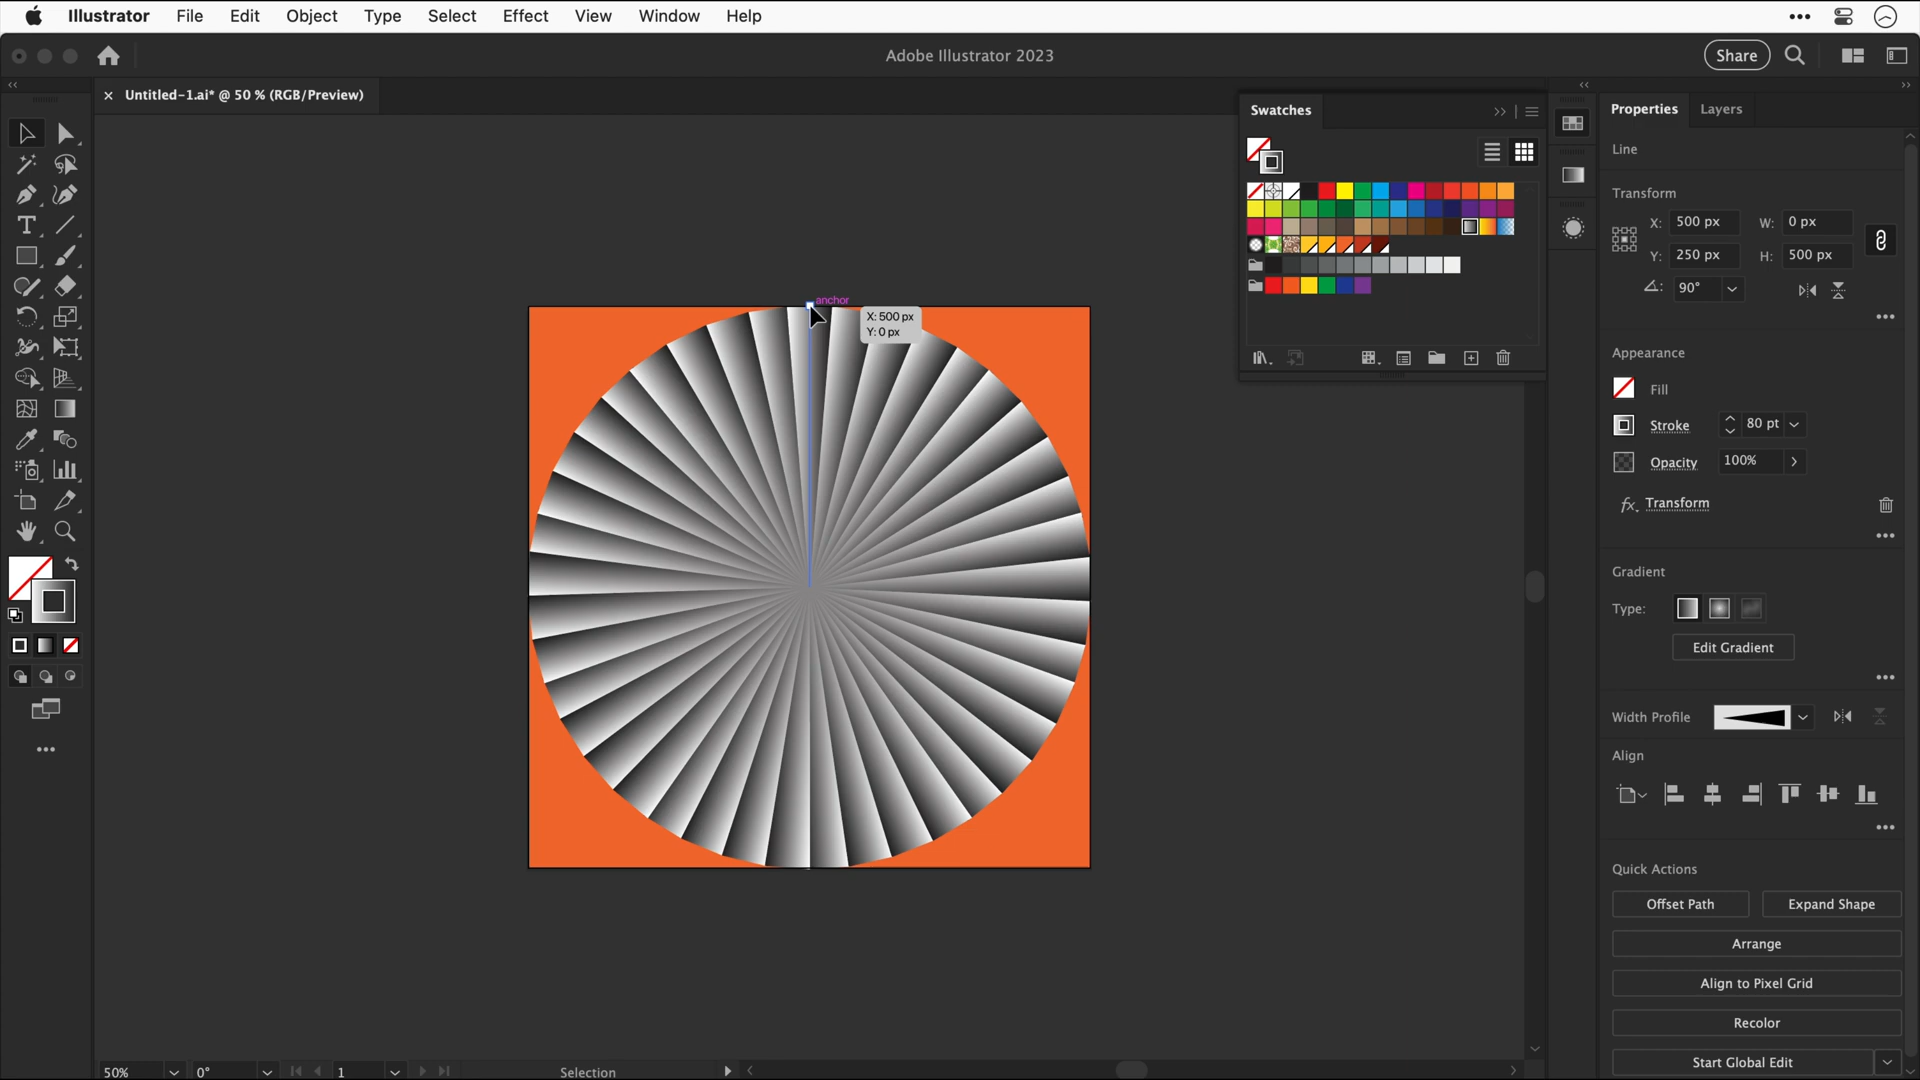 Illustrator File Edit Object Type Select Effect View Window Help
Adobe Illustrator 2023
Share
Untitled-1.ai* @ 50 % (RGB/Preview)
Swatches
Properties Layers
Line
Transform
X: 500 px W: 0 px
Y: 250 px H: 500 px
90°
anchor
X: 500 px
Y: 0 px
Appearance
Fill
Stroke 80 pt
Opacity 100%
fx Transform
Gradient
Type:
Edit Gradient
Width Profile
Align
Quick Actions
Offset Path Expand Shape
Arrange
Align to Pixel Grid
Recolor
Start Global Edit
50% 0° 1 Selection